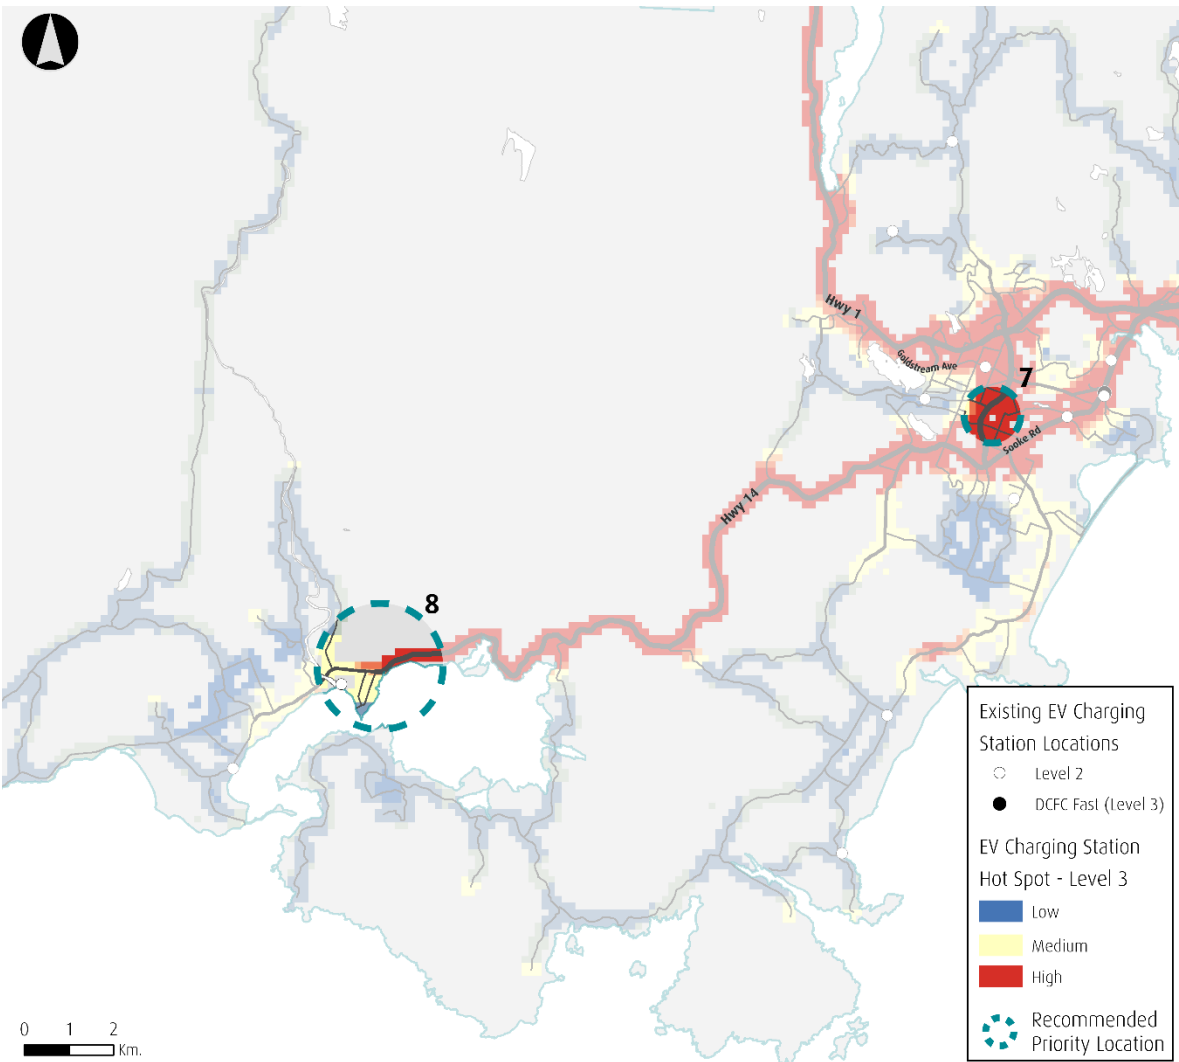 Hwy 1
Goldstream Ave
7
Sooke Rd
Hwy 14
8
Existing EV Charging
Station Locations
Level 2
DCFC Fast (Level 3)
EV Charging Station
Hot Spot - Level 3
Low
Medium
High
Recommended
Priority Location
0 1 2
Km.